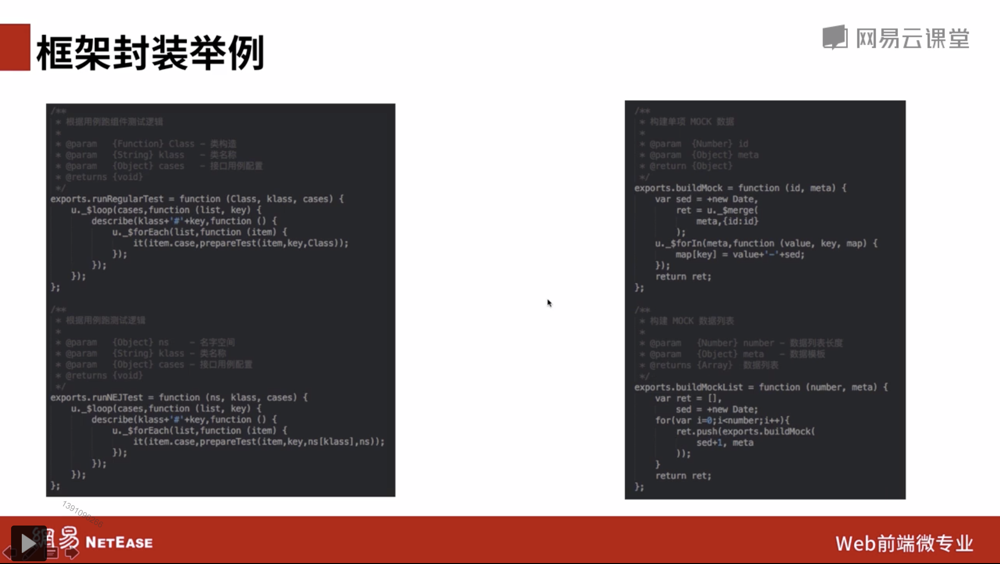 框架封装举例
网易云课堂
/**
 * 根据用例跑组件测试逻辑
 *
 * @param   {Function} Class - 类构造
 * @param   {String} klass   - 类名称
 * @param   {Object} cases   - 接口用例配置
 * @returns {void}
 */
exports.runRegularTest = function (Class, klass, cases) {
    u._$loop(cases,function (list, key) {
        describe(klass+'#'+key,function () {
            u._$forEach(list,function (item) {
                it(item.case,prepareTest(item,key,Class));
            });
        });
    });
};
/**
 * 根据用例跑测试逻辑
 *
 * @param   {Object} ns    - 名字空间
 * @param   {String} klass - 类名称
 * @param   {Object} cases - 接口用例配置
 * @returns {void}
 */
exports.runNEJTest = function (ns, klass, cases) {
    u._$loop(cases,function (list, key) {
        describe(klass+'#'+key,function () {
            u._$forEach(list,function (item) {
                it(item.case,prepareTest(item,key,ns[klass],ns));
            });
        });
    });
};
/**
 * 构建单项 MOCK 数据
 *
 * @param  {Number} id
 * @param  {Object} meta
 * @return {Object}
 */
exports.buildMock = function (id, meta) {
    var sed = +new Date,
        ret = u._$merge(
            meta,{id:id}
        );
    u._$forIn(meta,function (value, key, map) {
        map[key] = value+'-'+sed;
    });
    return ret;
};
/**
 * 构建 MOCK 数据列表
 *
 * @param   {Number} number - 数据列表长度
 * @param   {Object} meta   - 数据模板
 * @returns {Array}  数据列表
 */
exports.buildMockList = function (number, meta) {
    var ret = [],
        sed = +new Date;
    for(var i=0;i<number;i++){
        ret.push(exports.buildMock(
            sed+1, meta
        ));
    }
    return ret;
};
網易 NETEASE
Web前端微专业